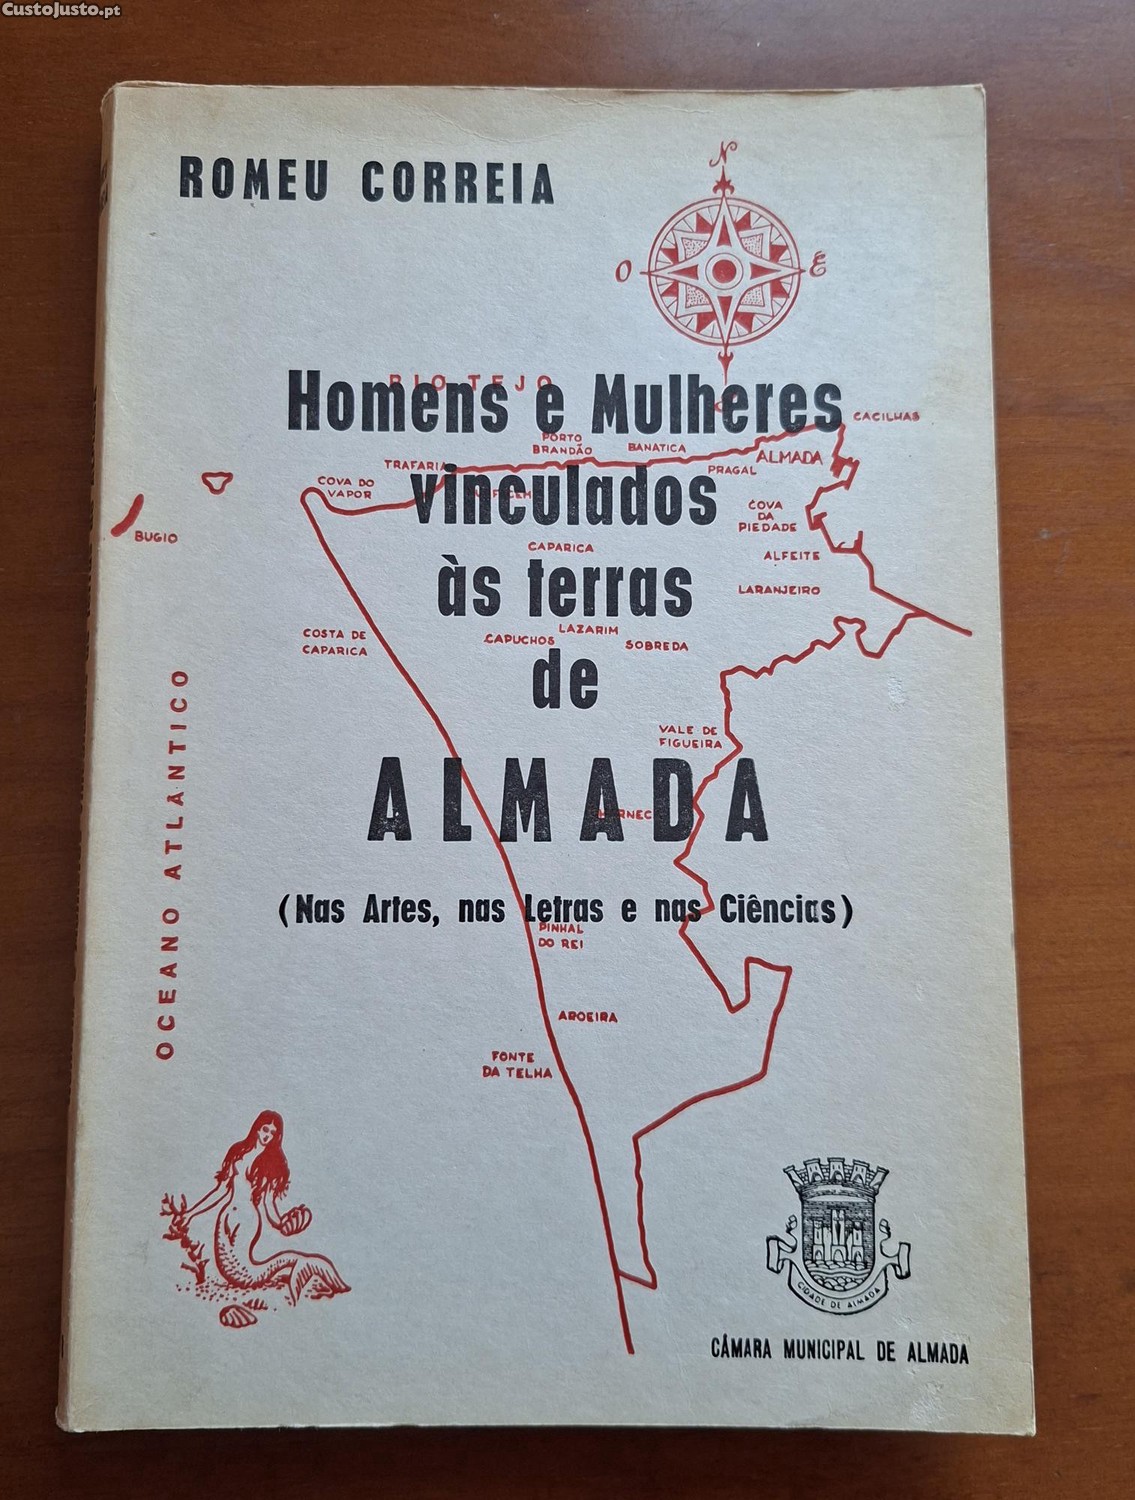 CustoJusto.pt
ROMEU CORREIA
N
O
É
RIO TEJO
Homens e Mulheres
CACILHAS
PORTO
BRANDÃO
BANÁTICA
ALMADA
TRAFARIA
PRAGAL
COVA DO
VAPOR
vinculados
COVA
DA
PIEDADE
BUGIO
CAPARICA
ALFEITE
às terras
LARANJEIRO
COSTA DE
CAPARICA
CAPUCHOS
LAZARIM
SOBREDA
de
OCEANO ATLÂNTICO
VALE DE
FIGUEIRA
ALMADA
(Nas Artes, nas Letras e nas Ciências)
PINHAL
DO REI
AROEIRA
FONTE
DA TELHA
CIDADE DE ALMADA
CÂMARA MUNICIPAL DE ALMADA